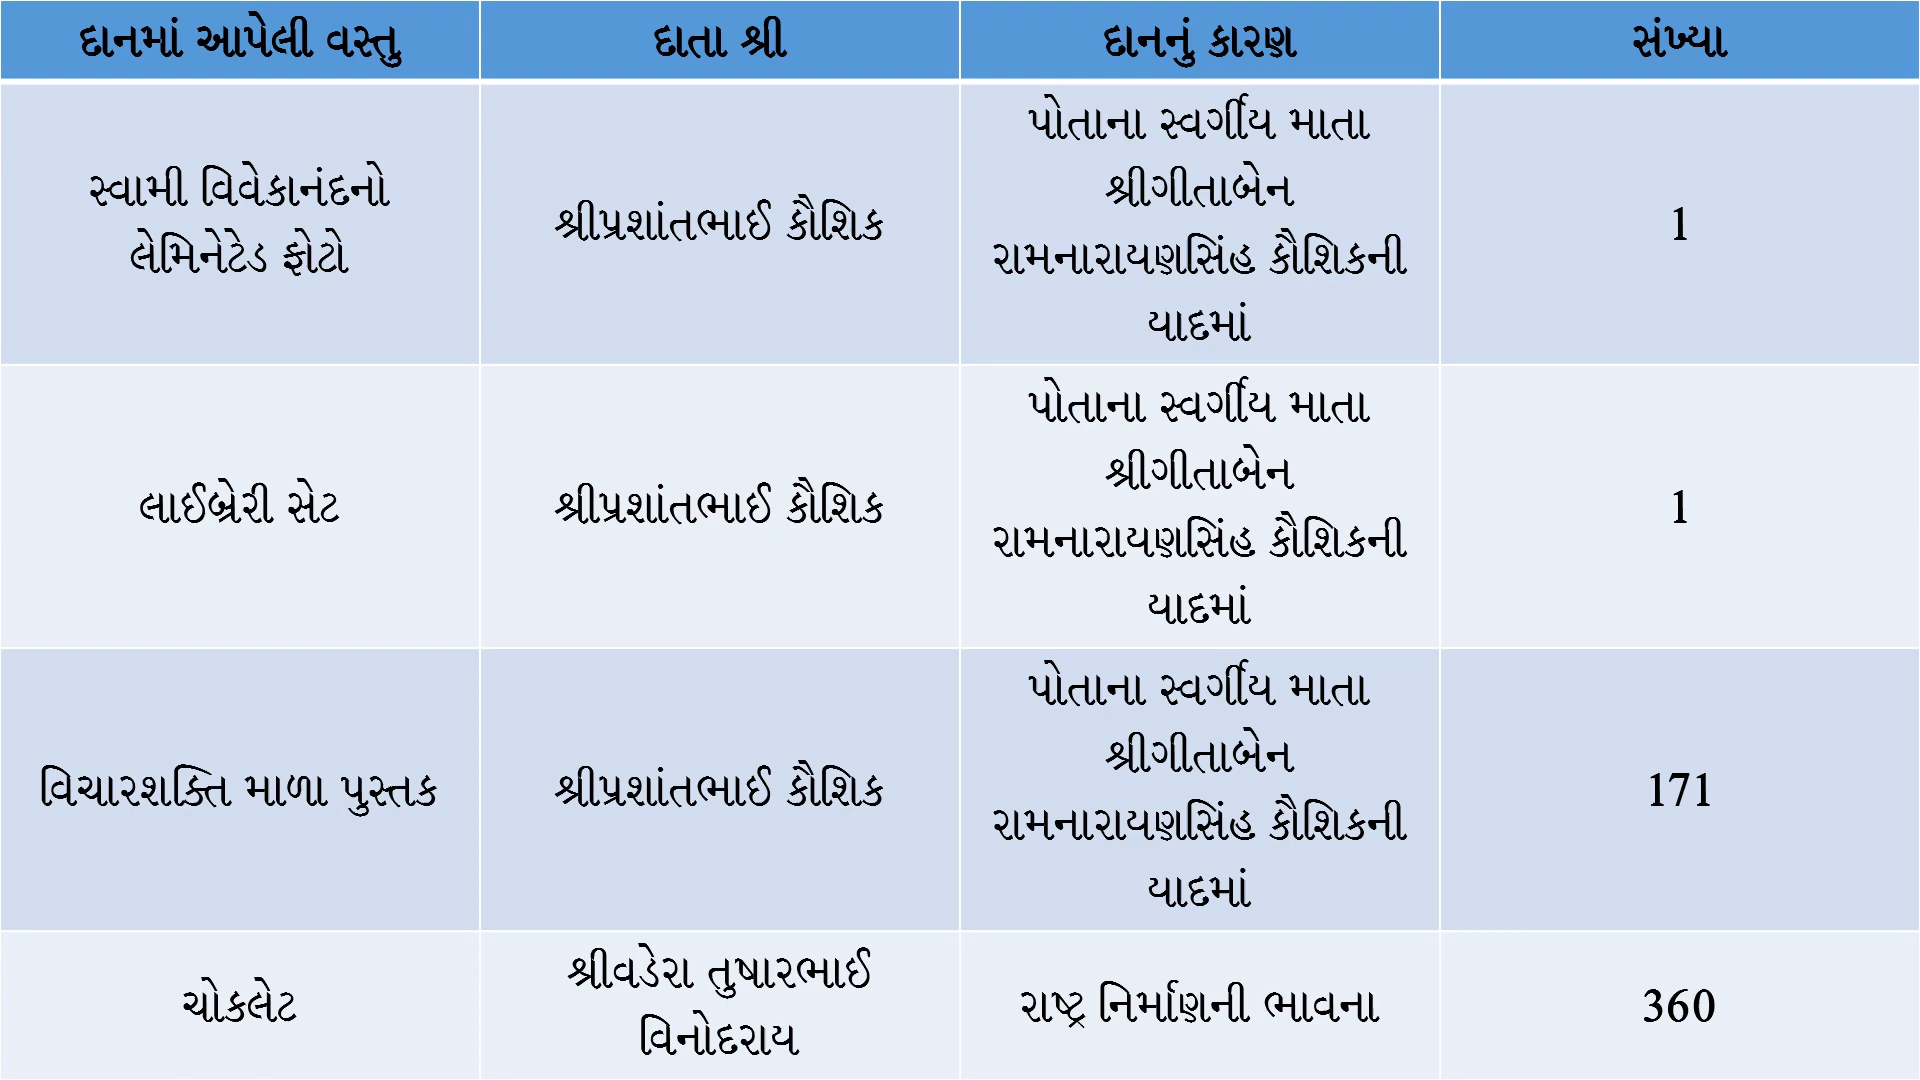 દાનમાં આપેલી વસ્તુ
દાતા શ્રી
દાનનું કારણ
સંખ્યા
સ્વામી વિવેકાનંદનો
લેમિનેટેડ ફોટો
શ્રીપ્રશાંતભાઈ કૌશિક
પોતાના સ્વર્ગીય માતા
શ્રીગીતાબેન
રામનારાયણસિંહ કૌશિકની
યાદમાં
1
લાઈબ્રેરી સેટ
શ્રીપ્રશાંતભાઈ કૌશિક
પોતાના સ્વર્ગીય માતા
શ્રીગીતાબેન
રામનારાયણસિંહ કૌશિકની
યાદમાં
1
વિચારશક્તિ માળા પુસ્તક
શ્રીપ્રશાંતભાઈ કૌશિક
પોતાના સ્વર્ગીય માતા
શ્રીગીતાબેન
રામનારાયણસિંહ કૌશિકની
યાદમાં
171
ચોકલેટ
શ્રીવડેરા તુષારભાઈ
વિનોદરાય
રાષ્ટ્ર નિર્માણની ભાવના
360